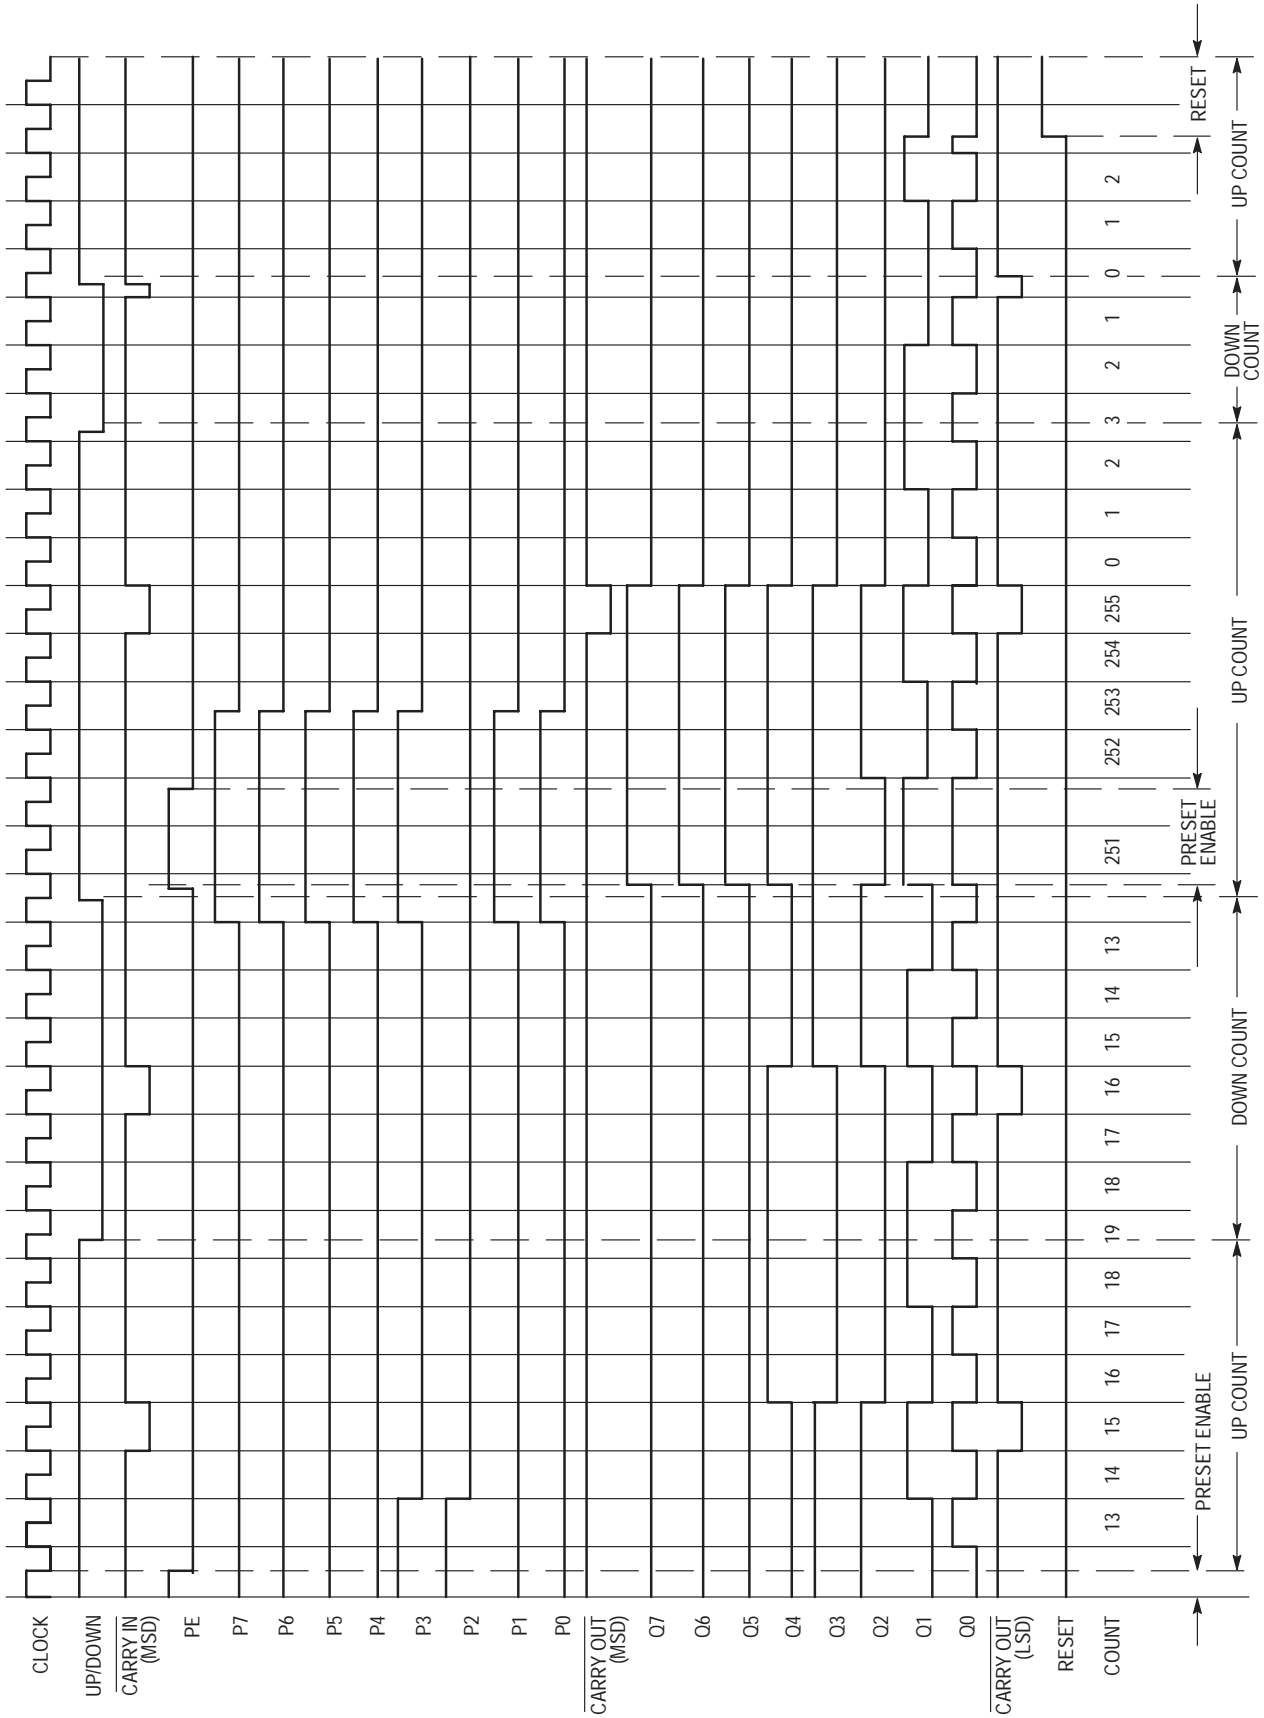 CLOCK
UP/DOWN
CARRY IN
(MSD)
PE
P7
P6
P5
P4
P3
P2
P1
P0
CARRY OUT
(MSD)
Q7
Q6
Q5
Q4
Q3
Q2
Q1
Q0
CARRY OUT
(LSD)
RESET
COUNT
13 14 15 16 17 18 19 18 17 16 15 14 13 251 252 253 254 255 0 1 2 3 2 1 0 1 2
PRESET ENABLE
PRESET
ENABLE
RESET
UP COUNT
DOWN COUNT
UP COUNT
DOWN
COUNT
UP COUNT